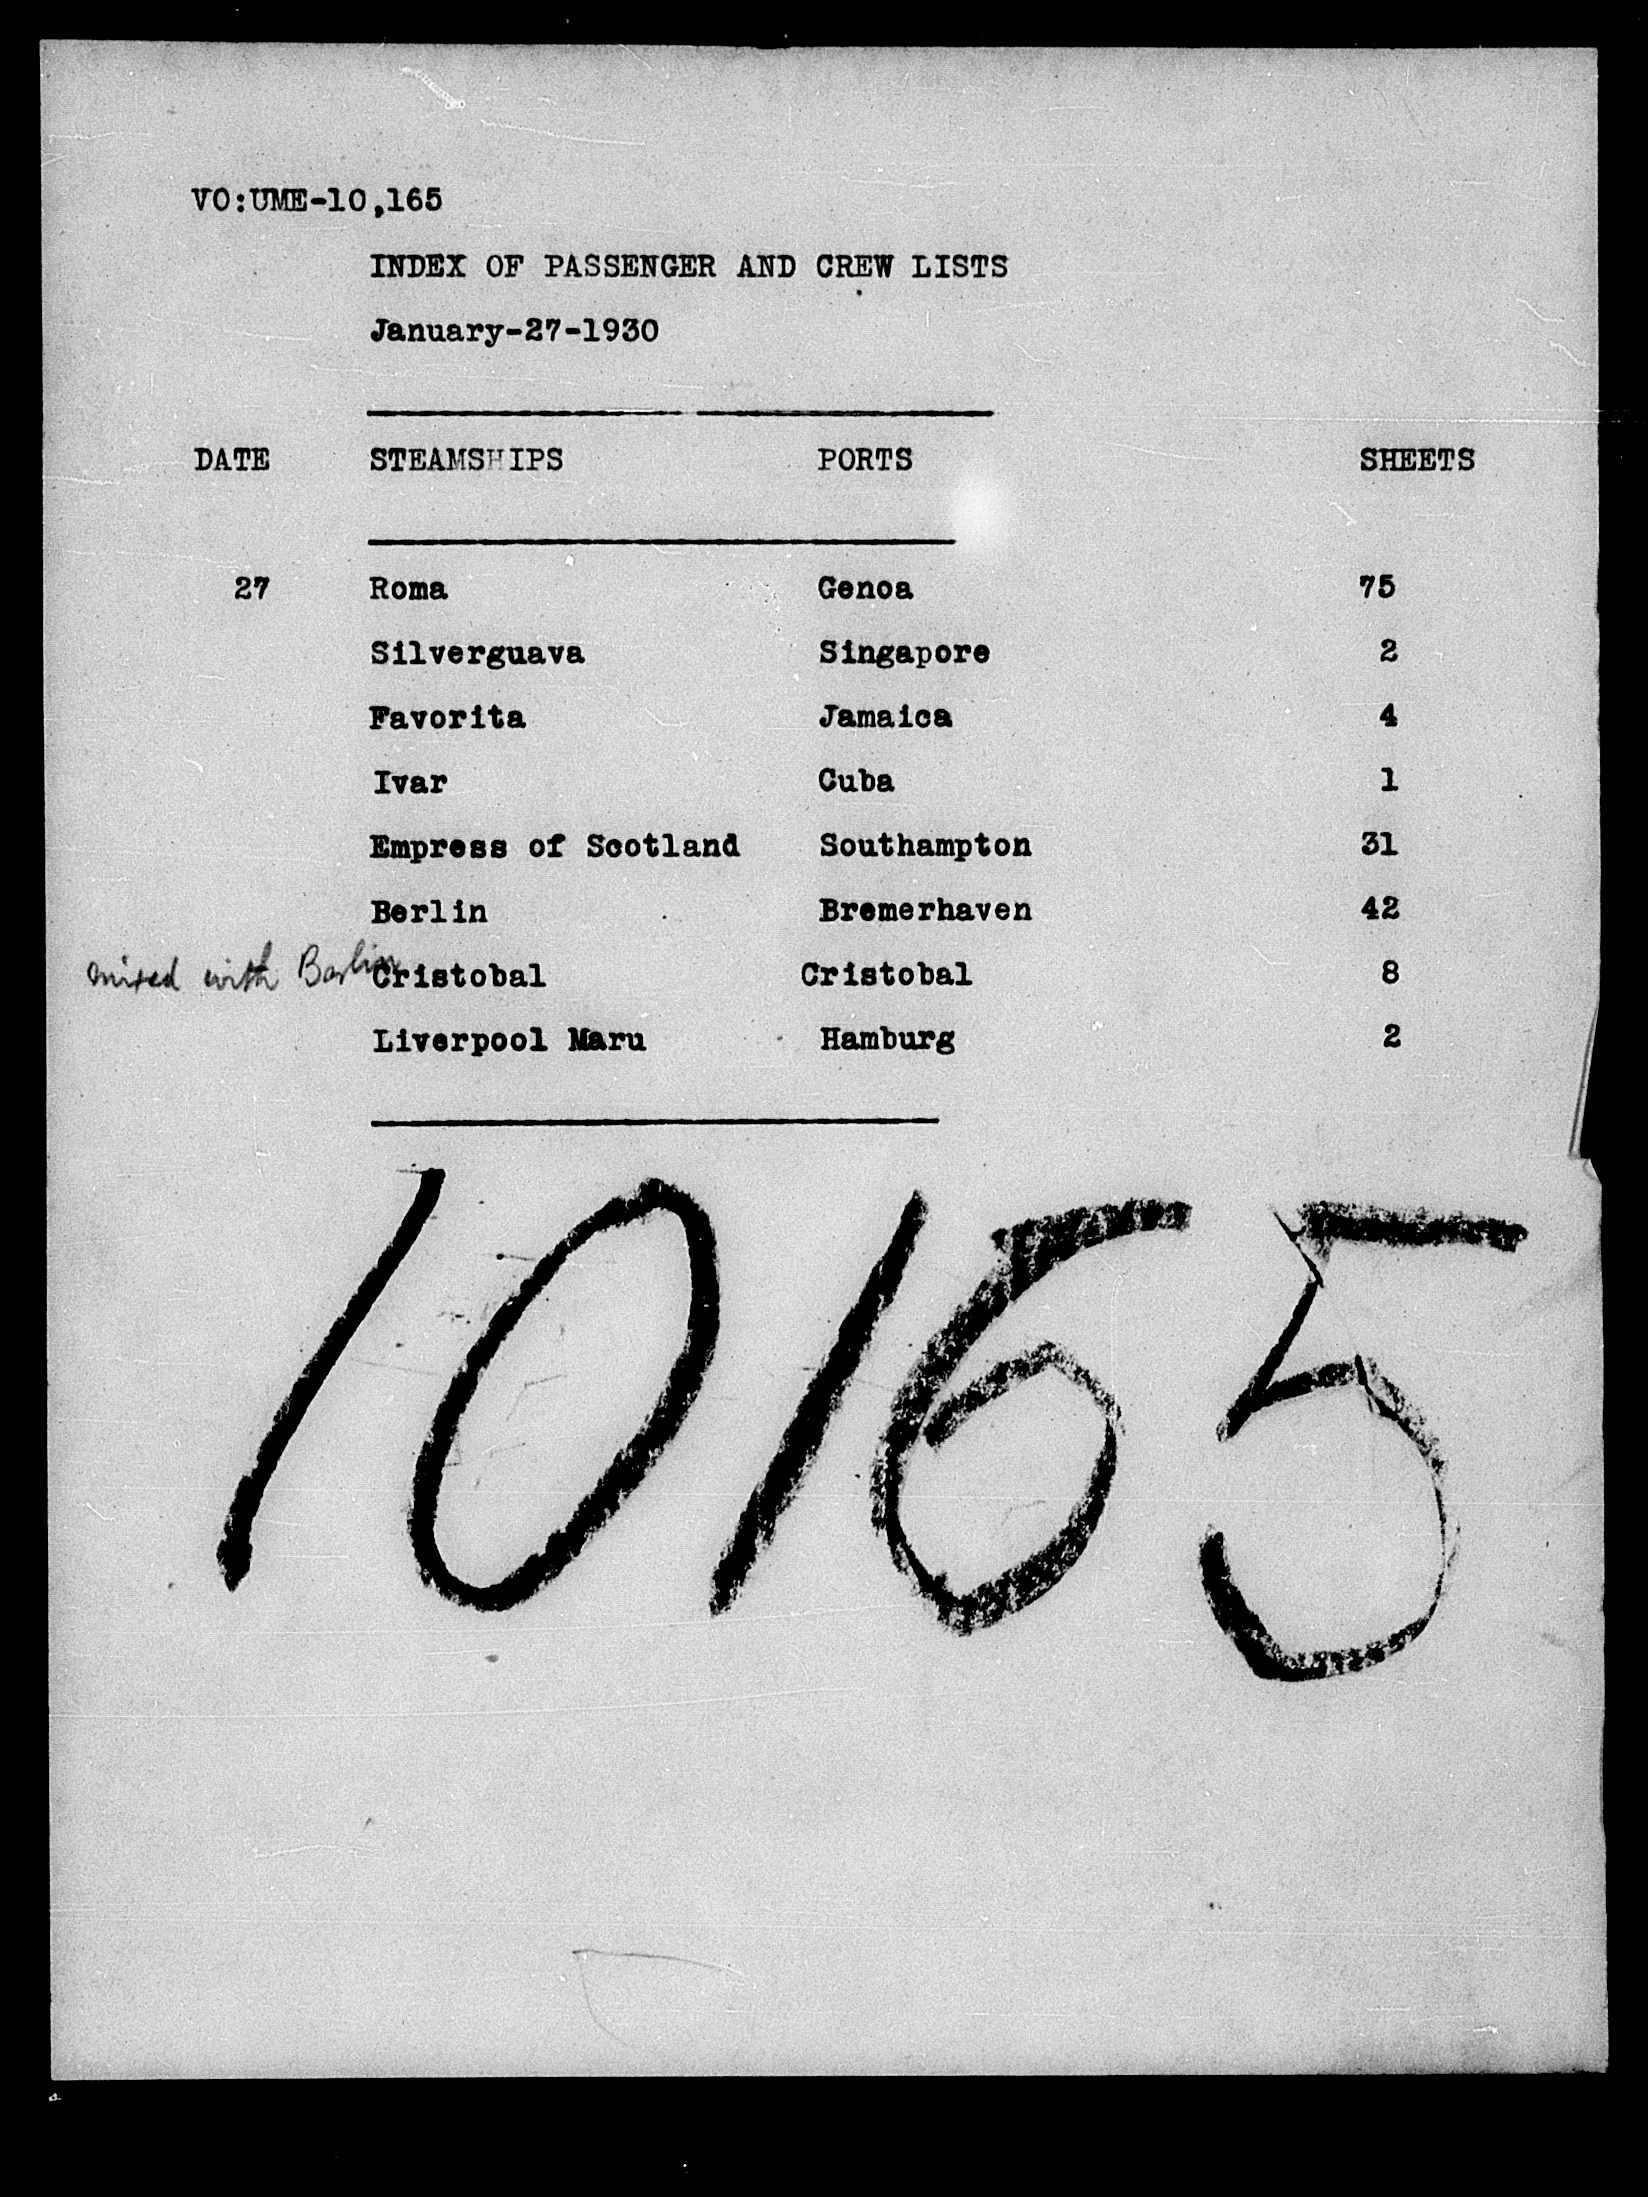 VO:UME-10,165
INDEX OF PASSENGER AND CREW LISTS
January-27-1930
DATE STEAMSHIPS PORTS SHEETS
27 Roma Genoa 75
Silverguava Singapore 2
Favorita Jamaica 4
Ivar Cuba 1
Empress of Scotland Southampton 31
Berlin Bremerhaven 42
mixed with Berlin Cristobal Cristobal 8
Liverpool Maru Hamburg 2
10165